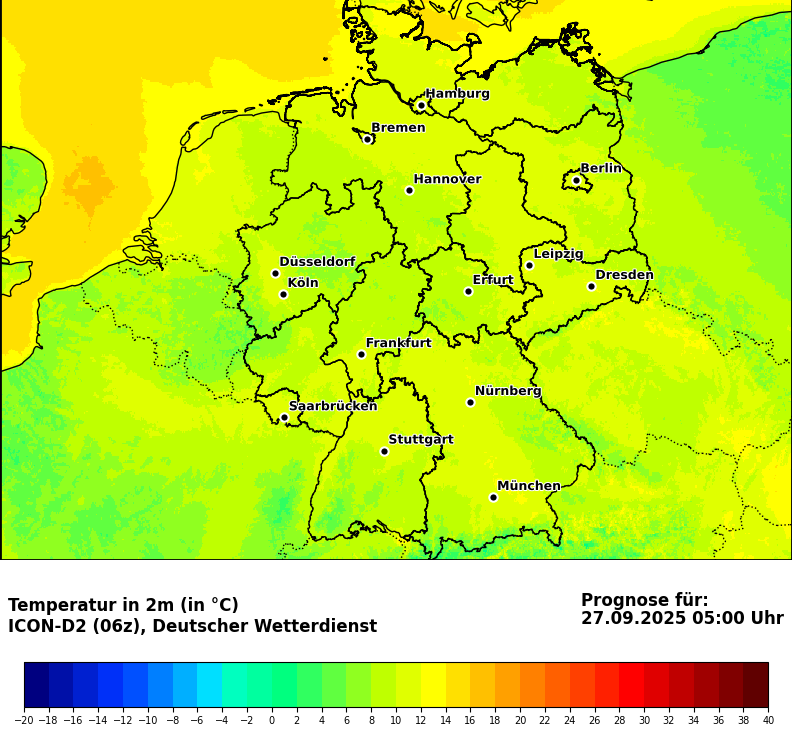 Hamburg
Bremen
Berlin
Hannover
Leipzig
Düsseldorf
Dresden
Köln
Erfurt
Frankfurt
Nürnberg
Saarbrücken
Stuttgart
München
Temperatur in 2m (in °C)
ICON-D2 (06z), Deutscher Wetterdienst
Prognose für:
27.09.2025 05:00 Uhr
−20 −18 −16 −14 −12 −10 −8 −6 −4 −2 0 2 4 6 8 10 12 14 16 18 20 22 24 26 28 30 32 34 36 38 40